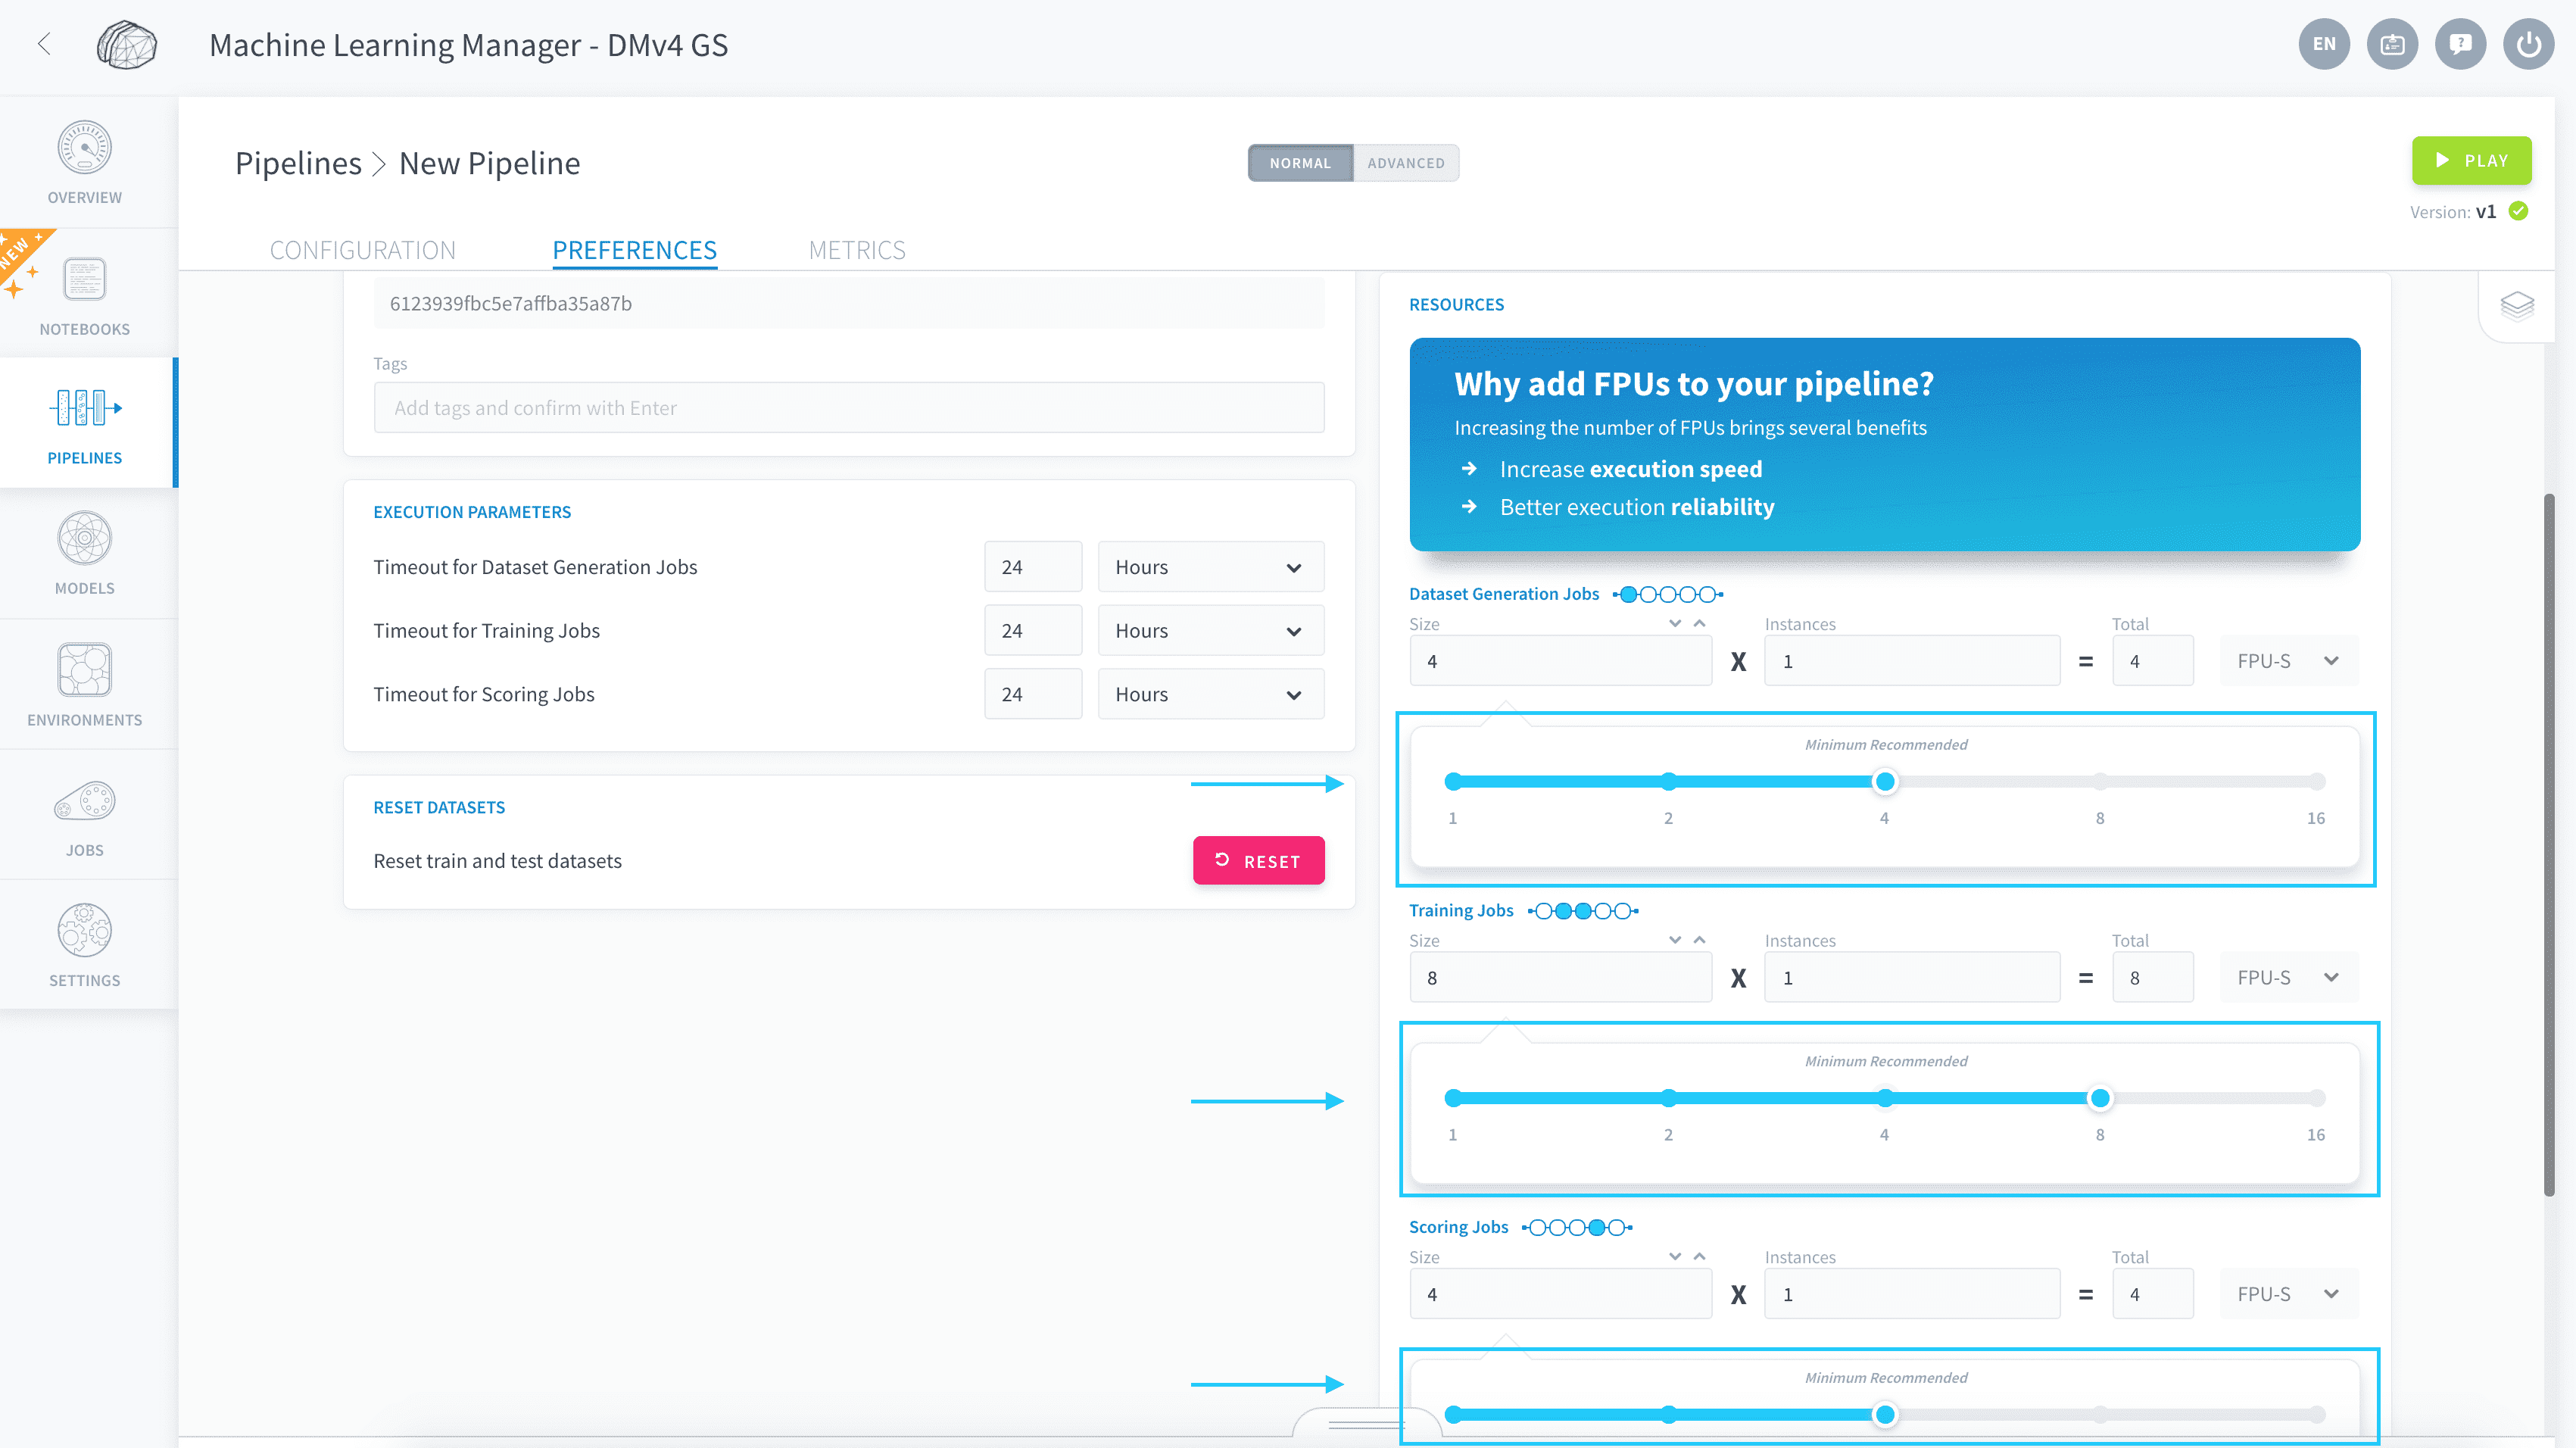 Machine Learning Manager - DMv4 GS
EN
OVERVIEW
NEW
NOTEBOOKS
PIPELINES
MODELS
ENVIRONMENTS
JOBS
SETTINGS
Pipelines > New Pipeline
NORMAL ADVANCED
PLAY
Version: v1
CONFIGURATION PREFERENCES METRICS
6123939fbc5e7affba35a87b
Tags
Add tags and confirm with Enter
EXECUTION PARAMETERS
Timeout for Dataset Generation Jobs 24 Hours
Timeout for Training Jobs 24 Hours
Timeout for Scoring Jobs 24 Hours
RESET DATASETS
Reset train and test datasets RESET
RESOURCES
Why add FPUs to your pipeline?
Increasing the number of FPUs brings several benefits
→ Increase execution speed
→ Better execution reliability
Dataset Generation Jobs
Size Instances Total
4 X 1 = 4 FPU-S
Minimum Recommended
1 2 4 8 16
Training Jobs
Size Instances Total
8 X 1 = 8 FPU-S
Minimum Recommended
1 2 4 8 16
Scoring Jobs
Size Instances Total
4 X 1 = 4 FPU-S
Minimum Recommended